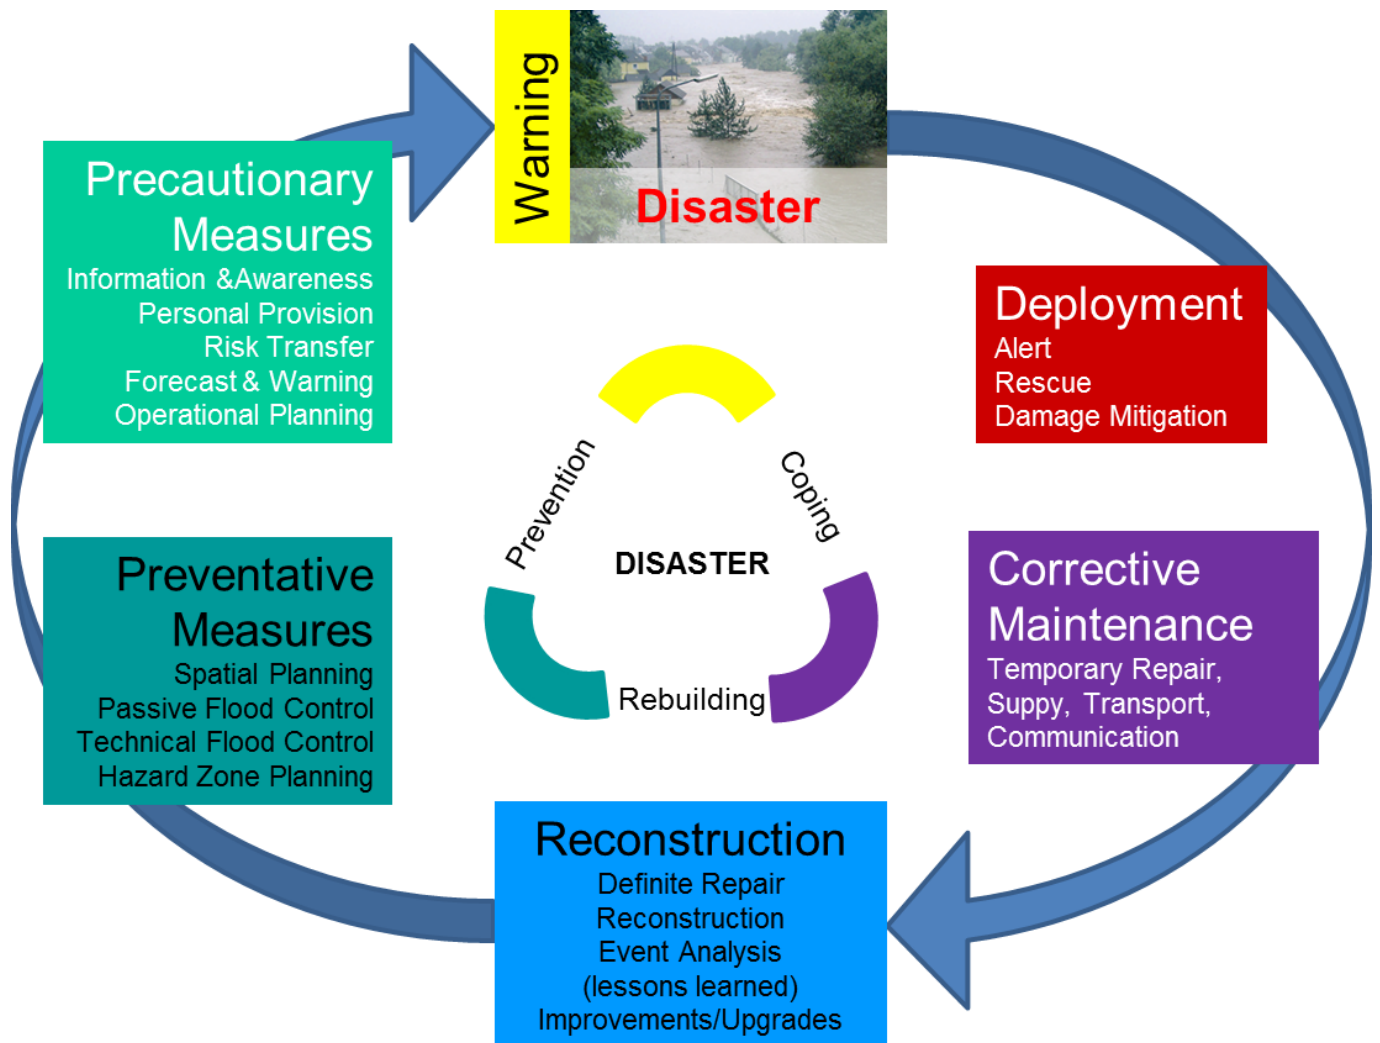 Warning
Disaster
Precautionary
Measures
Information &Awareness
Personal Provision
Risk Transfer
Forecast & Warning
Operational Planning
Deployment
Alert
Rescue
Damage Mitigation
Prevention
Coping
DISASTER
Rebuilding
Preventative
Measures
Spatial Planning
Passive Flood Control
Technical Flood Control
Hazard Zone Planning
Corrective
Maintenance
Temporary Repair,
Suppy, Transport,
Communication
Reconstruction
Definite Repair
Reconstruction
Event Analysis
(lessons learned)
Improvements/Upgrades